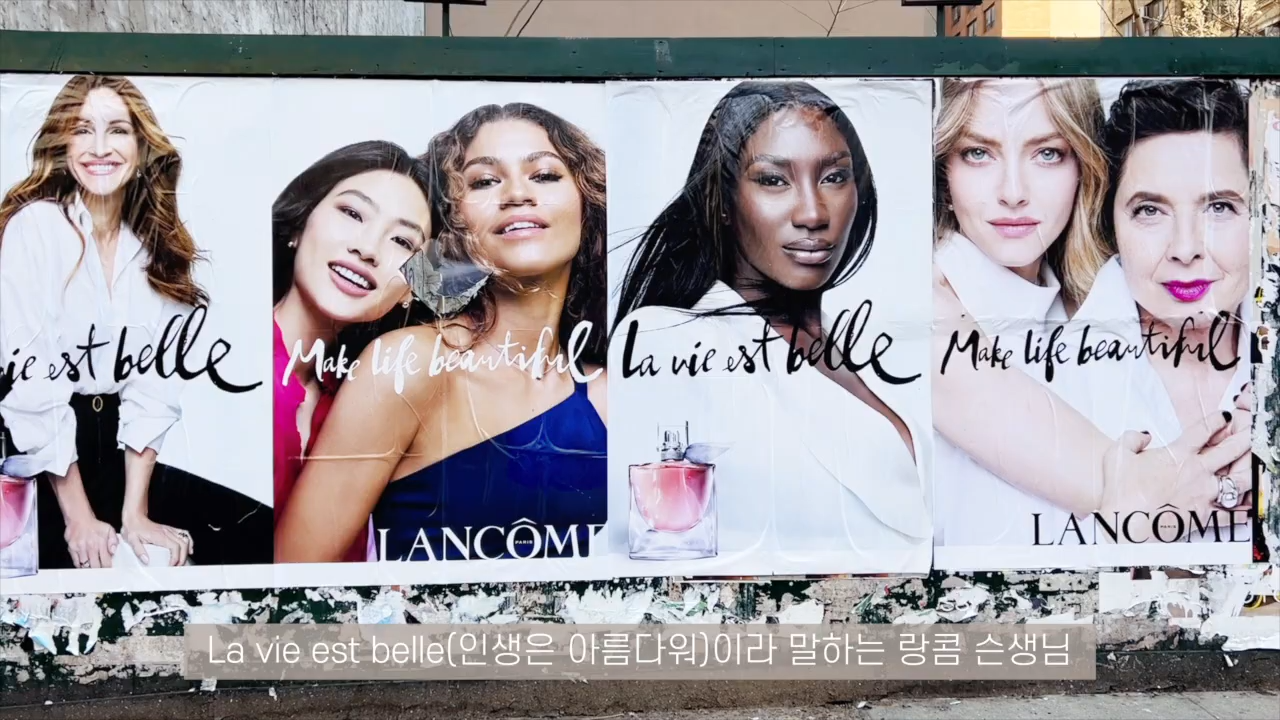 vie est belle
Make life beautiful
La vie est belle
Make life beautiful
LANCÔME
PARIS
LANCÔME
PARIS
La vie est belle(인생은 아름다워)이라 말하는 랑콤 슨생님